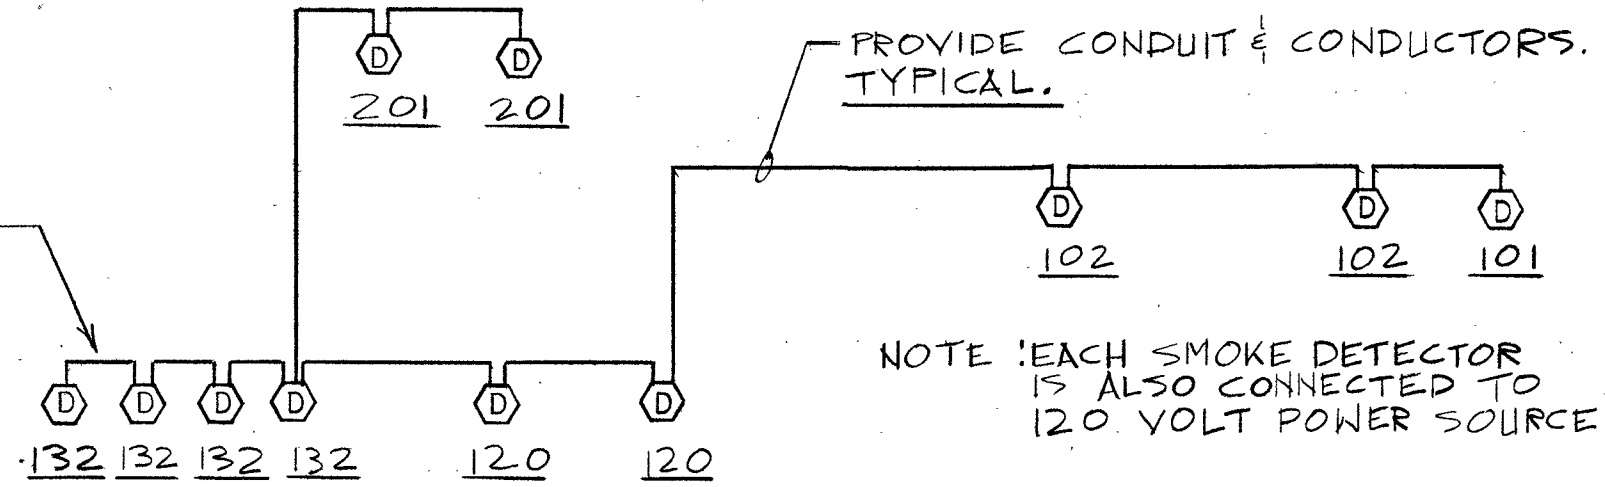 D D
201 201
PROVIDE CONDUIT & CONDUCTORS.
TYPICAL.
D D D
102 102 101
NOTE : EACH SMOKE DETECTOR
IS ALSO CONNECTED TO
120 VOLT POWER SOURCE
D D D D D D
132 132 132 132 120 120